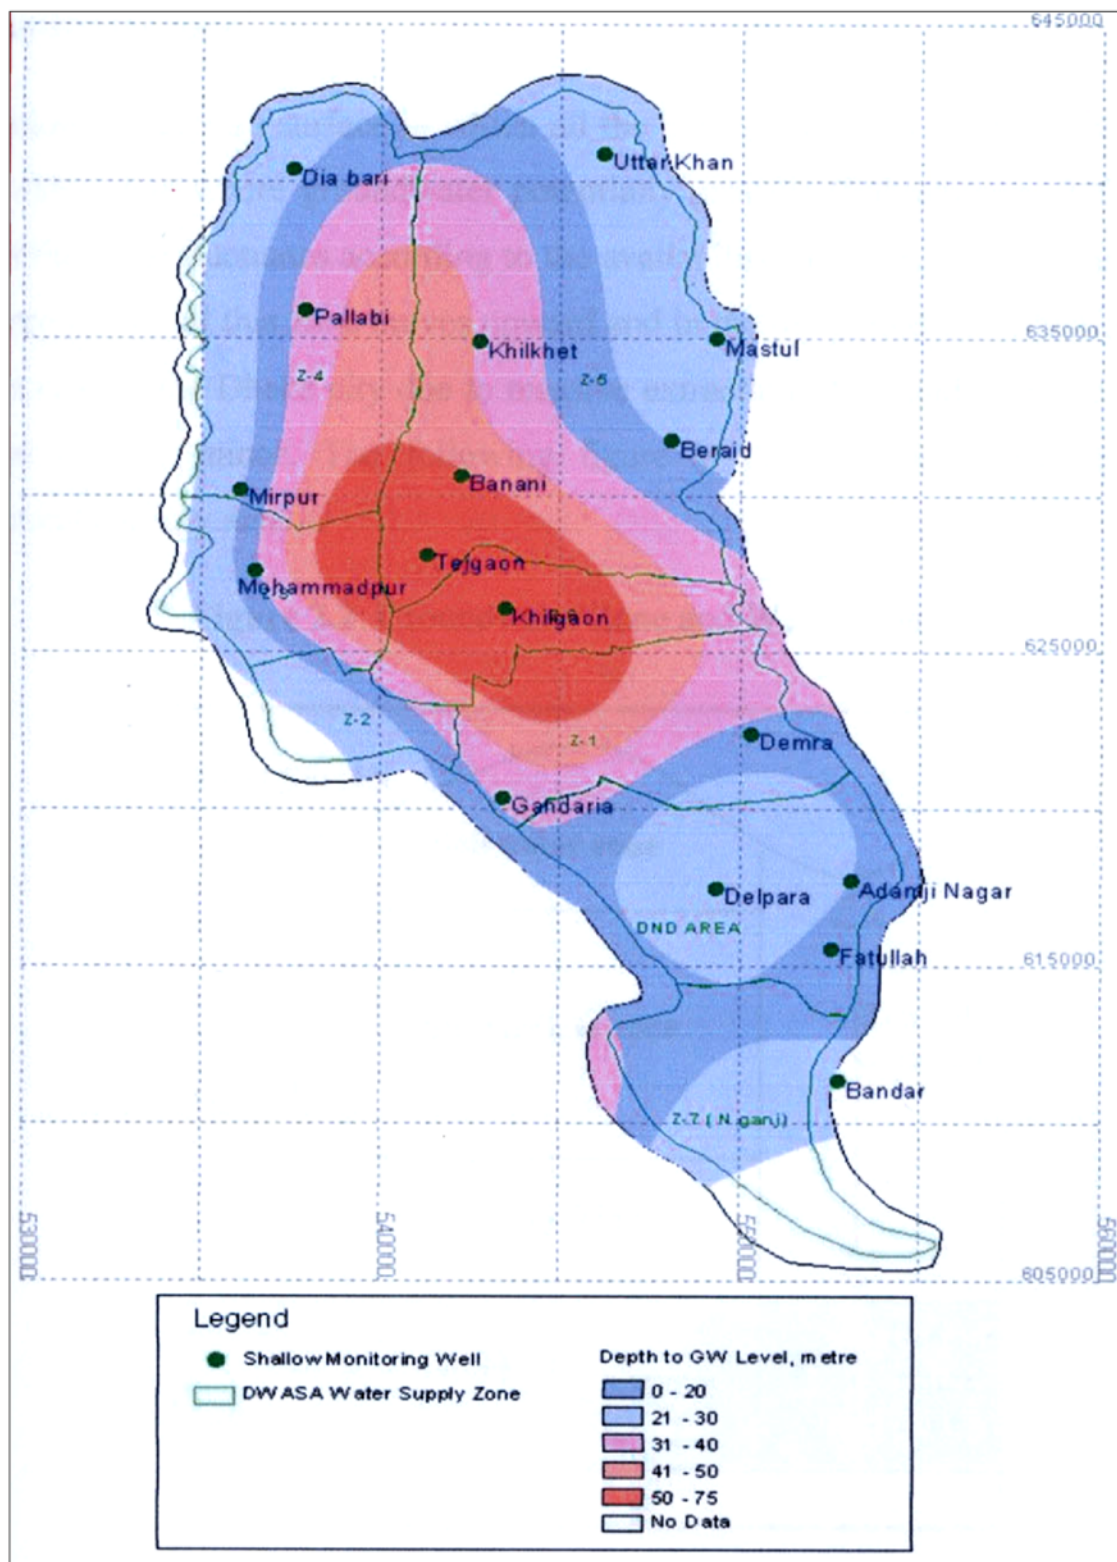 645000
Uttar Khan
Dia bari
Pallabi
635000
Khilkhet
Mastul
Z-4
Z-5
Beraid
Banani
Mirpur
Tejgaon
Mohammadpur
Khilgaon
625000
Z-2
Z-1
Demra
Gandaria
Delpara
Adamji Nagar
DND AREA
Fatullah
615000
Bandar
Z-7 ( N.ganj)
530000
540000
550000
560000
605000
Legend
Shallow Monitoring Well
DWASA Water Supply Zone
Depth to GW Level, metre
0 - 20
21 - 30
31 - 40
41 - 50
50 - 75
No Data